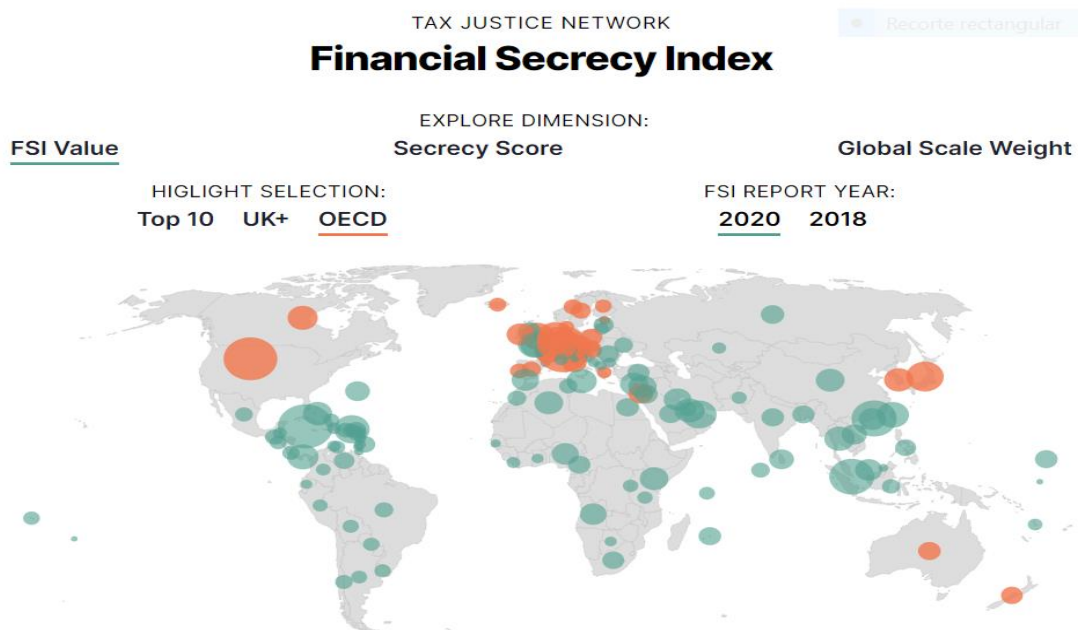 TAX JUSTICE NETWORK
Recorte rectangular
Financial Secrecy Index
EXPLORE DIMENSION:
FSI Value Secrecy Score Global Scale Weight
HIGLIGHT SELECTION: FSI REPORT YEAR:
Top 10 UK+ OECD 2020 2018